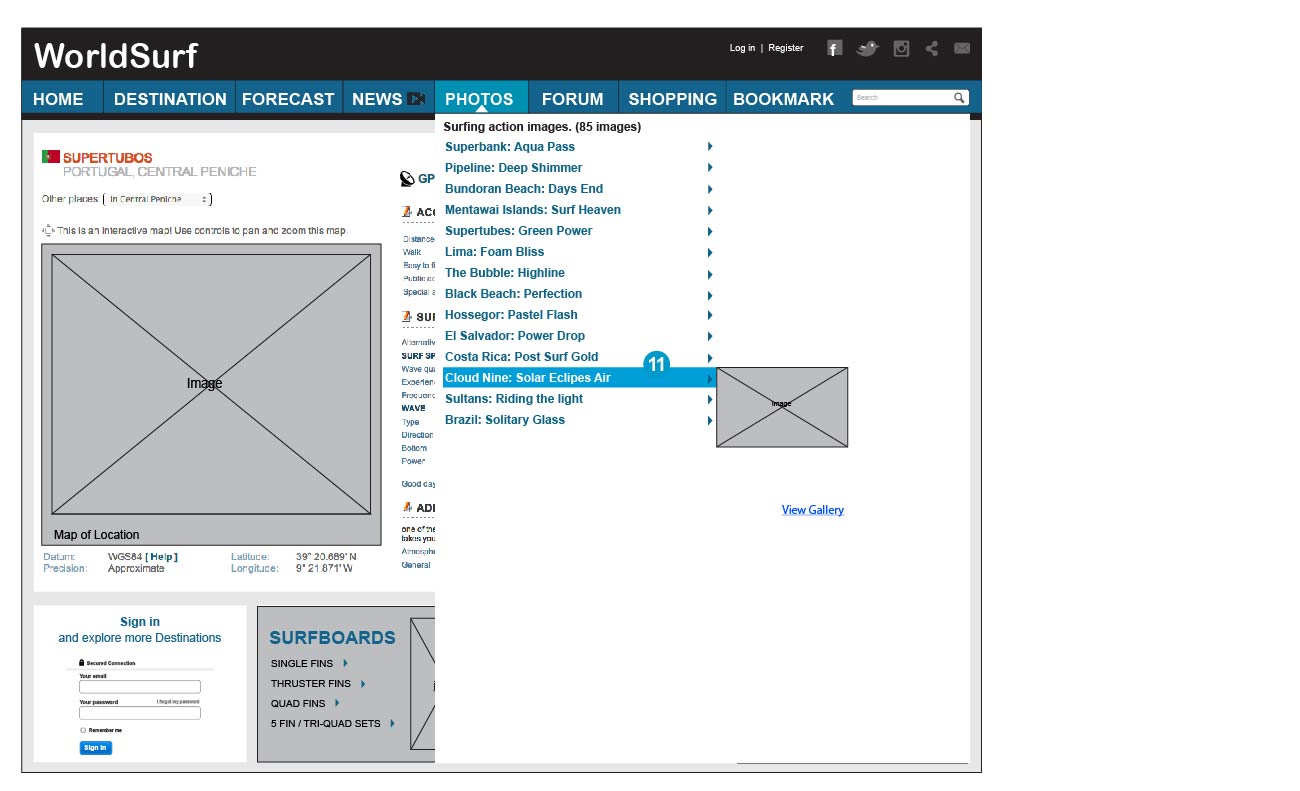 WorldSurf
Log in | Register
HOME DESTINATION FORECAST NEWS PHOTOS FORUM SHOPPING BOOKMARK Search
Surfing action images. (85 images)
Superbank: Aqua Pass
Pipeline: Deep Shimmer
Bundoran Beach: Days End
Mentawai Islands: Surf Heaven
Supertubes: Green Power
Lima: Foam Bliss
The Bubble: Highline
Black Beach: Perfection
Hossegor: Pastel Flash
El Salvador: Power Drop
Costa Rica: Post Surf Gold
11
Cloud Nine: Solar Eclipes Air
Sultans: Riding the light
Brazil: Solitary Glass
Image
View Gallery
SUPERTUBOS
PORTUGAL, CENTRAL PENICHE
Other places: In Central Peniche
This is an interactive map! Use controls to pan and zoom this map.
Image
Map of Location
Datum: WGS84 [ Help ] Latitude: 39° 20.689' N
Precision: Approximate Longitude: 9° 21.871' W
GP
AC
Distance
Walk
Easy to fi
Public ac
Special a
SUR
Alternativ
SURF SP
Wave qua
Experien
Frequenc
WAVE
Type
Direction
Bottom
Power
Good day
ADI
one of the
takes you
Atmosphe
General
Sign in
and explore more Destinations
Secured Connection
Your email
Your password I forgot my password
Remember me
Sign in
SURFBOARDS
SINGLE FINS
THRUSTER FINS
QUAD FINS
5 FIN / TRI-QUAD SETS